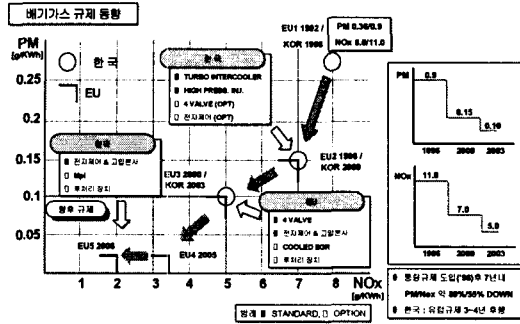 배기가스 규제 동향
PM
[g/KWh]
한국
EU
0.25
0.2
0.15
0.1
0.05
1
2
3
4
5
6
7
8
NOx
[g/KWh]
EU1 1992 /
KOR 1996
PM 0.36/0.9
NOx 8.0/11.0
한국
TURBO INTERCOOLER
HIGH PRESS. INJ.
4 VALVE (OPT)
전자제어 (OPT)
EU2 1996 /
KOR 2000
한국
전자제어 & 고압분사
Mpi
후처리 장치
EU3 2000 /
KOR 2003
향후 규제
EU
4 VALVE
전자제어 & 고압분사
COOLED EGR
후처리 장치
EU5 2008
EU4 2005
범례 ■ STANDARD, □ OPTION
PM
0.9
0.15
0.10
1996
2000
2003
NOx
11.0
7.0
5.0
1996
2000
2003
■ 통합규제 도입('96)후 7년내
PM/Nox 약 89%/55% DOWN
■ 한국 : 유럽규제 3~4년 후행